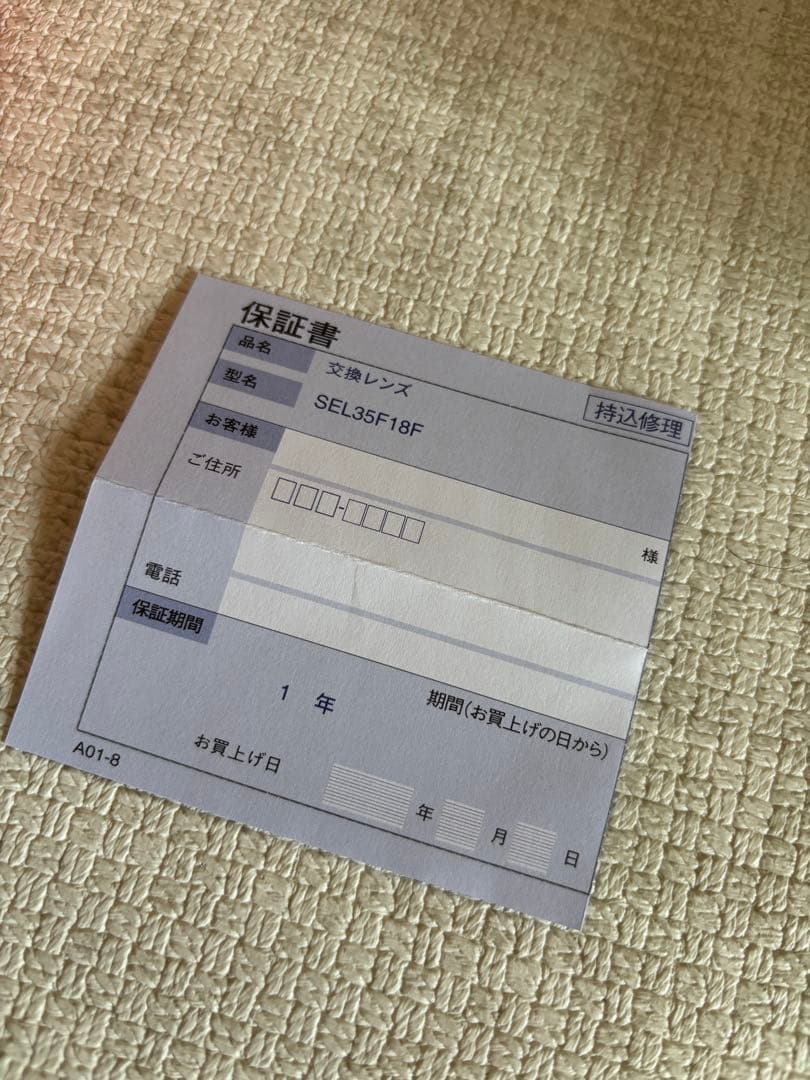 保証書
品名 交換レンズ
型名 SEL35F18F
持込修理
お客様
様
ご住所
□□□-□□□□
電話
保証期間
1 年
期間(お買上げの日から)
お買上げ日 年 月 日
A01-8